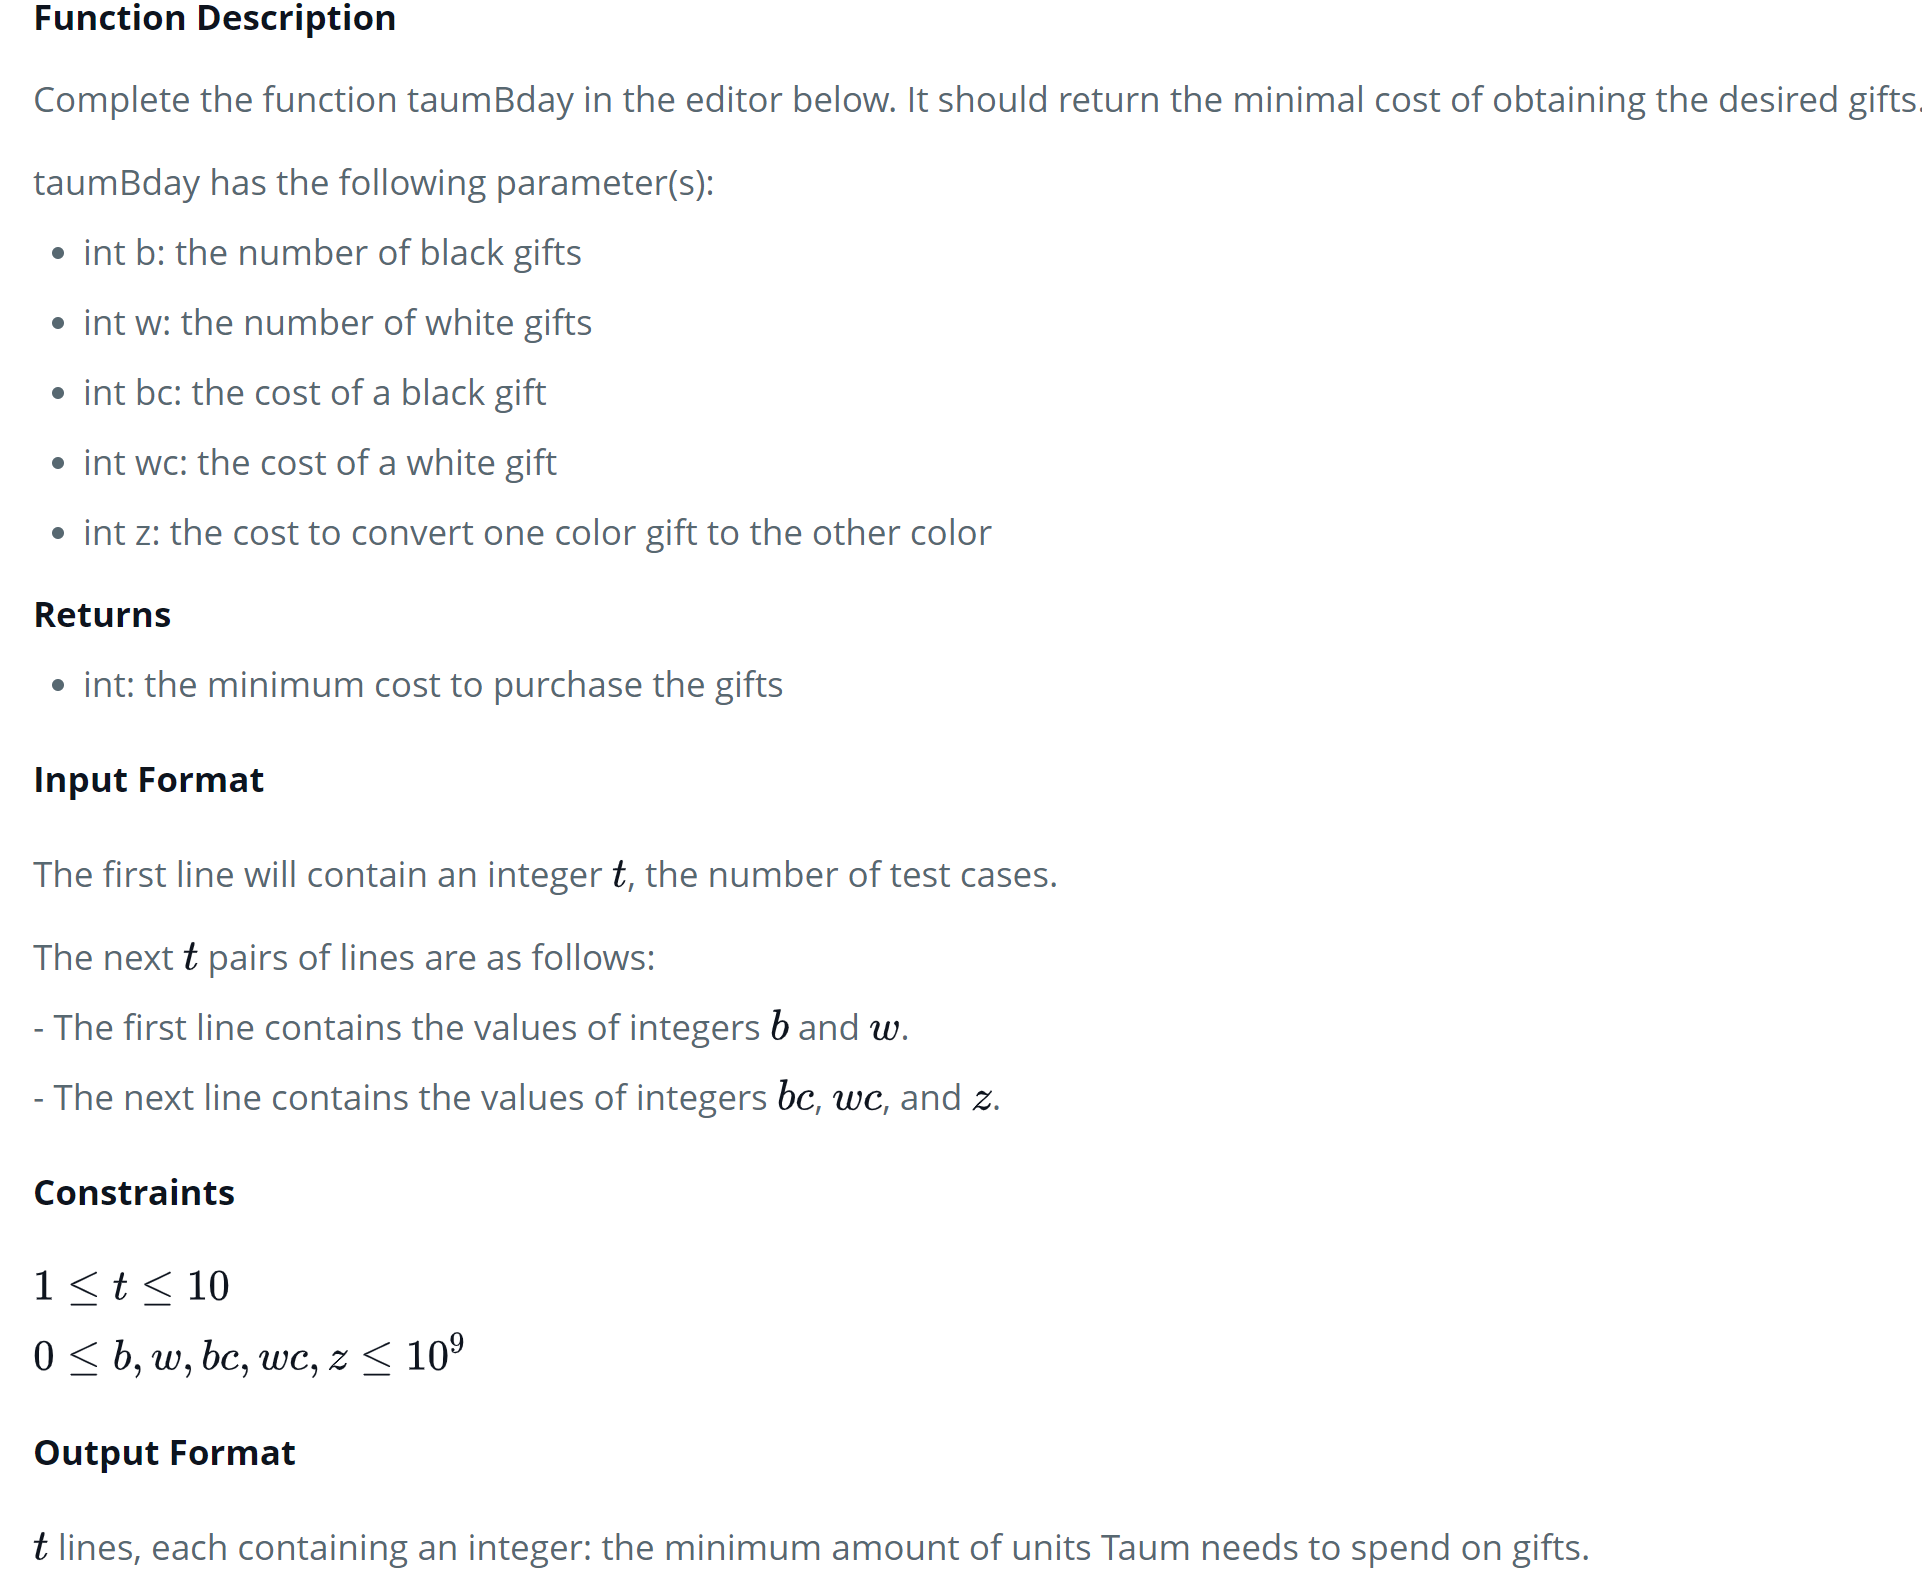 Function Description
Complete the function taumBday in the editor below. It should return the minimal cost of obtaining the desired gifts.
taumBday has the following parameter(s):
• int b: the number of black gifts
• int w: the number of white gifts
• int bc: the cost of a black gift
• int wc: the cost of a white gift
• int z: the cost to convert one color gift to the other color
Returns
• int: the minimum cost to purchase the gifts
Input Format
The first line will contain an integer t, the number of test cases.
The next t pairs of lines are as follows:
- The first line contains the values of integers b and w.
- The next line contains the values of integers bc, wc, and z.
Constraints
1 ≤ t ≤ 10
0 ≤ b, w, bc, wc, z ≤ 10⁹
Output Format
t lines, each containing an integer: the minimum amount of units Taum needs to spend on gifts.